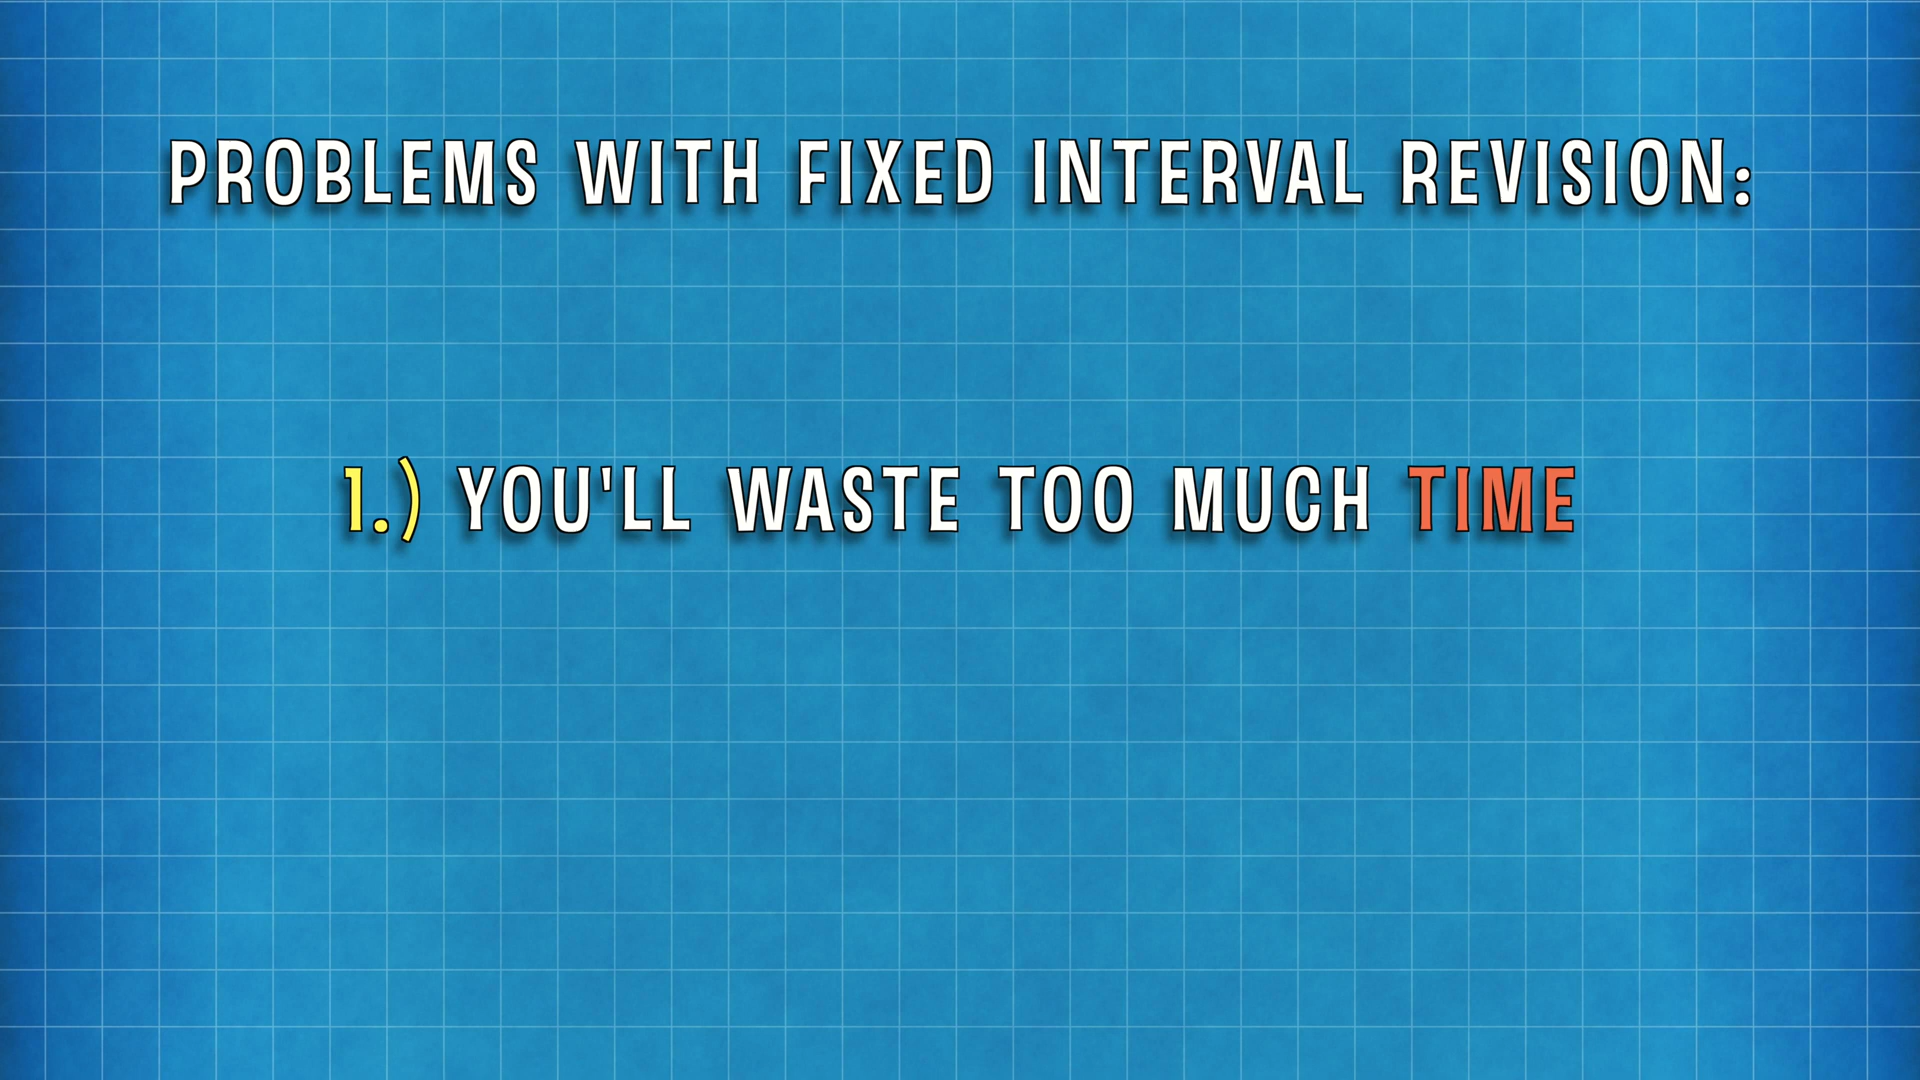 PROBLEMS WITH FIXED INTERVAL REVISION:
1.) YOU'LL WASTE TOO MUCH TIME